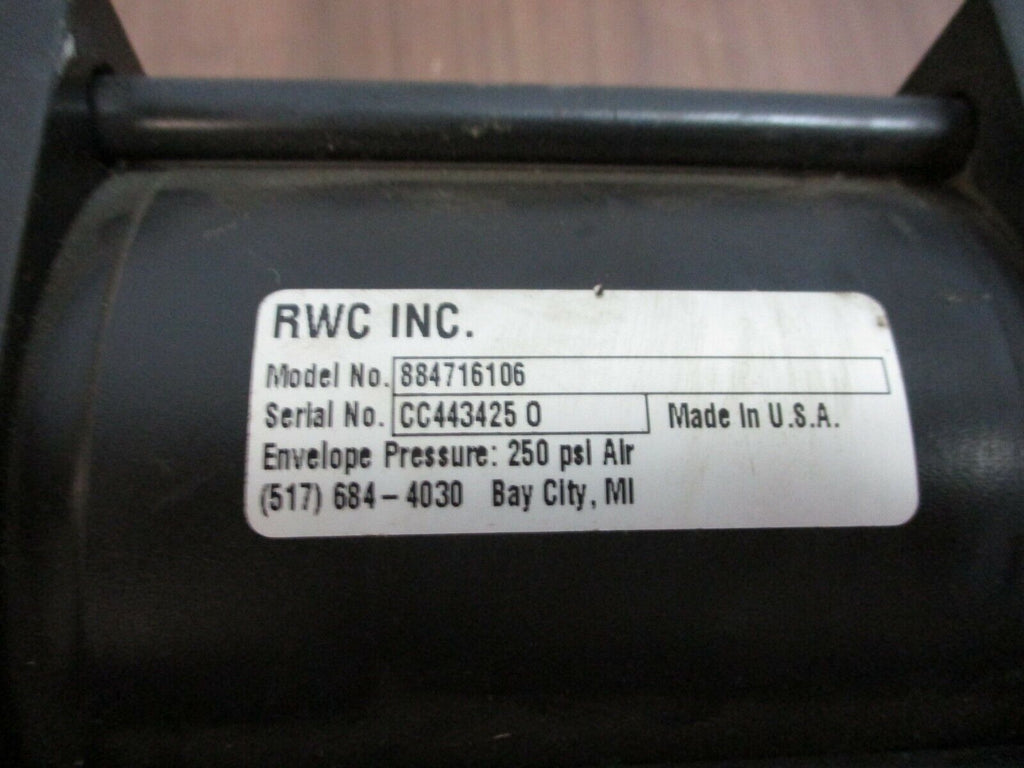 RWC INC.
Model No. 884716106
Serial No. CC443425 0 Made In U.S.A.
Envelope Pressure: 250 psi Air
(517) 684-4030 Bay City, MI